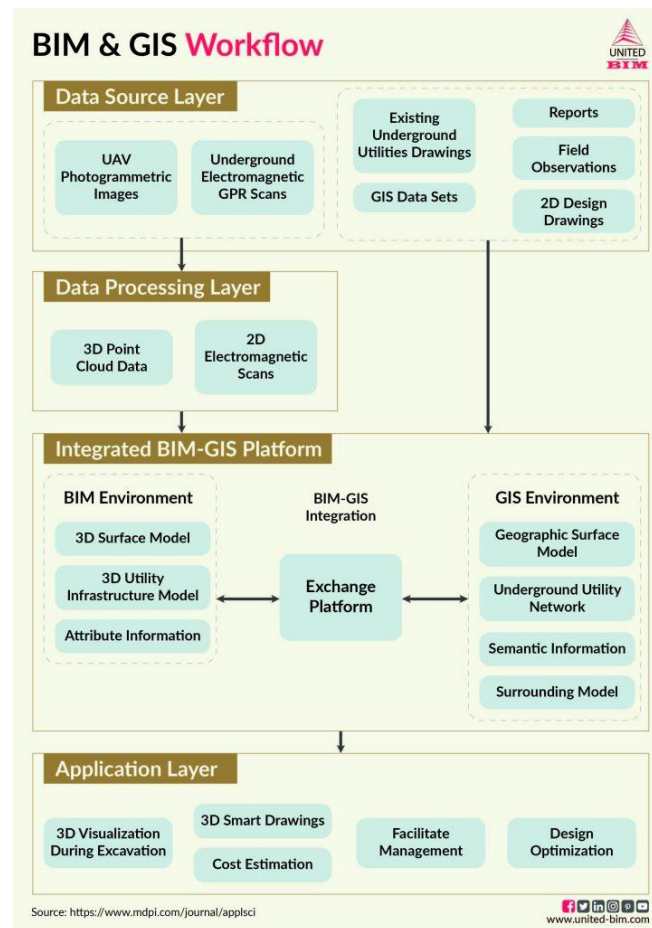 BIM & GIS Workflow
UNITED
BIM
Data Source Layer
UAV
Photogrammetric
Images
Underground
Electromagnetic
GPR Scans
Existing
Underground
Utilities Drawings
GIS Data Sets
Reports
Field
Observations
2D Design
Drawings
Data Processing Layer
3D Point
Cloud Data
2D
Electromagnetic
Scans
Integrated BIM-GIS Platform
BIM Environment
3D Surface Model
3D Utility
Infrastructure Model
Attribute Information
BIM-GIS
Integration
Exchange
Platform
GIS Environment
Geographic Surface
Model
Underground Utility
Network
Semantic Information
Surrounding Model
Application Layer
3D Visualization
During Excavation
3D Smart Drawings
Cost Estimation
Facilitate
Management
Design
Optimization
Source: https://www.mdpi.com/journal/applsci
www.united-bim.com